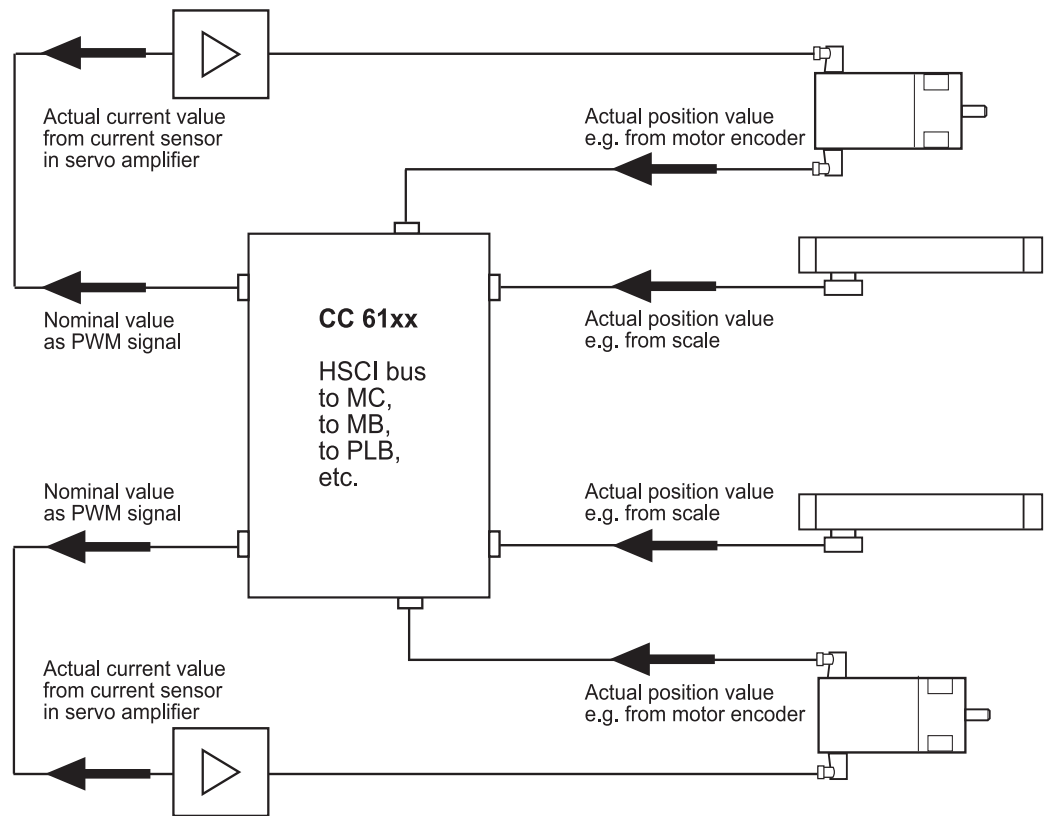 Actual current value
from current sensor
in servo amplifier
Actual position value
e.g. from motor encoder
Nominal value
as PWM signal
CC 61xx
HSCI bus
to MC,
to MB,
to PLB,
etc.
Actual position value
e.g. from scale
Nominal value
as PWM signal
Actual position value
e.g. from scale
Actual current value
from current sensor
in servo amplifier
Actual position value
e.g. from motor encoder